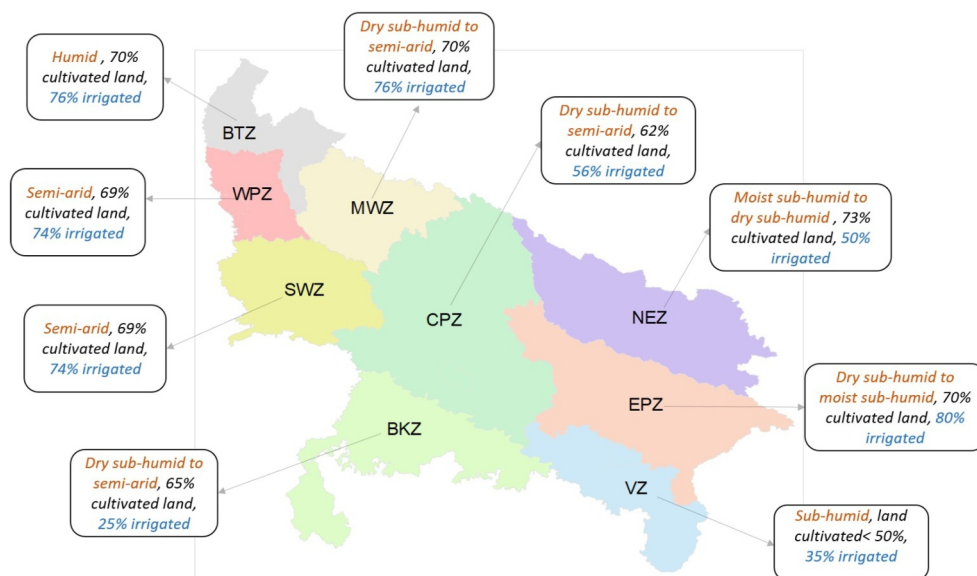 Dry sub-humid to
semi-arid, 70%
cultivated land,
76% irrigated
Humid , 70%
cultivated land,
76% irrigated
Dry sub-humid to
semi-arid, 62%
cultivated land,
56% irrigated
BTZ
Semi-arid, 69%
cultivated land,
74% irrigated
WPZ
MWZ
Moist sub-humid to
dry sub-humid , 73%
cultivated land, 50%
irrigated
SWZ
CPZ
NEZ
Semi-arid, 69%
cultivated land,
74% irrigated
EPZ
Dry sub-humid to
moist sub-humid, 70%
cultivated land, 80%
irrigated
BKZ
Dry sub-humid to
semi-arid, 65%
cultivated land,
25% irrigated
VZ
Sub-humid, land
cultivated< 50%,
35% irrigated